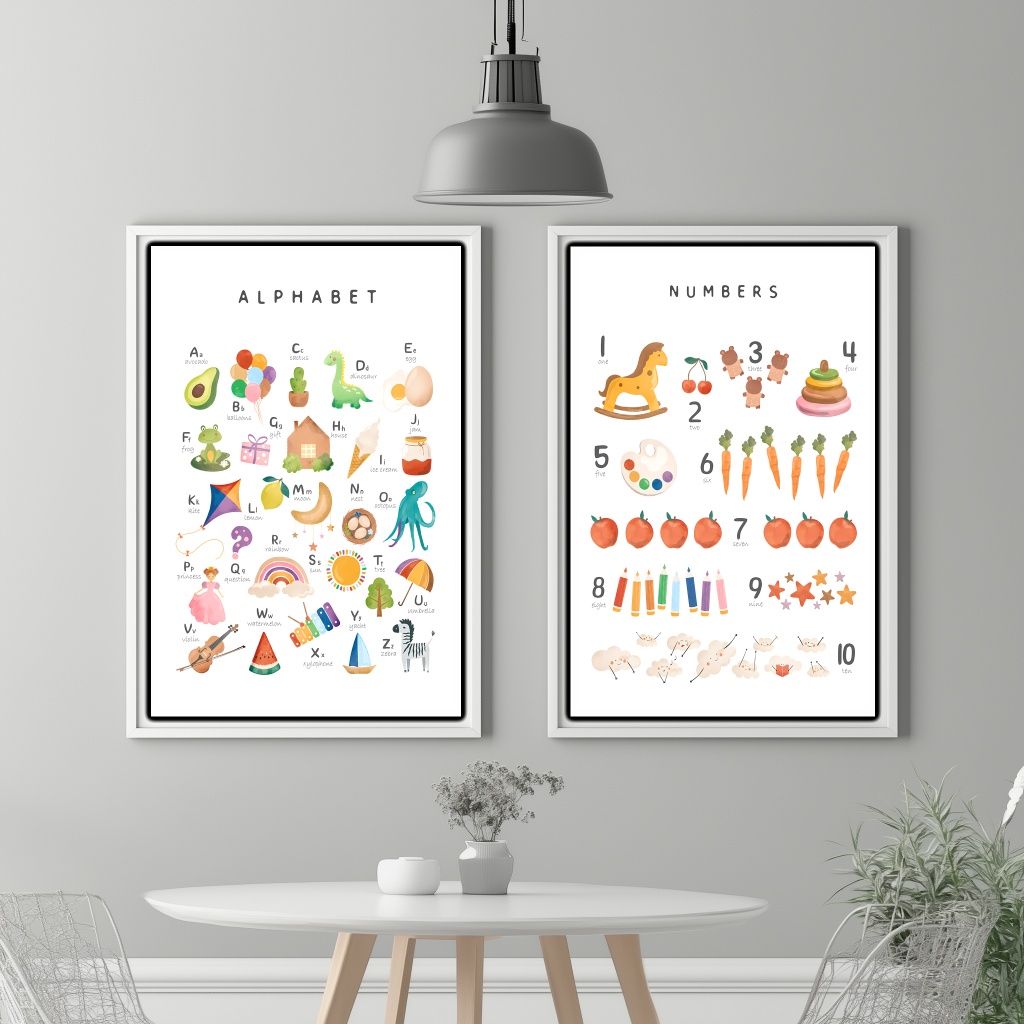 ALPHABET
Aa
avocado
Bb
balloons
Cc
cactus
Dd
dinosaur
Ee
egg
Ff
frog
Gg
gift
Hh
house
Ii
ice cream
Jj
jam
Kk
kite
Ll
lemon
Mm
moon
Nn
nest
Oo
octopus
Pp
princess
Qq
question
?
Rr
rainbow
Ss
sun
Tt
tree
Uu
umbrella
Vv
violin
Ww
watermelon
Xx
xylophone
Yy
yacht
Zz
zebra
NUMBERS
1
one
2
two
3
three
4
four
5
five
6
six
7
seven
8
eight
9
nine
10
ten